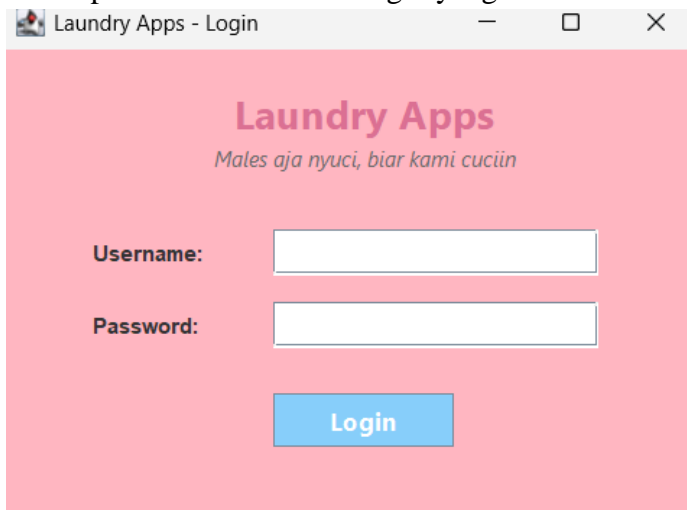 Laundry Apps - Login
Laundry Apps
Males aja nyuci, biar kami cuciin
Username:
Password:
Login